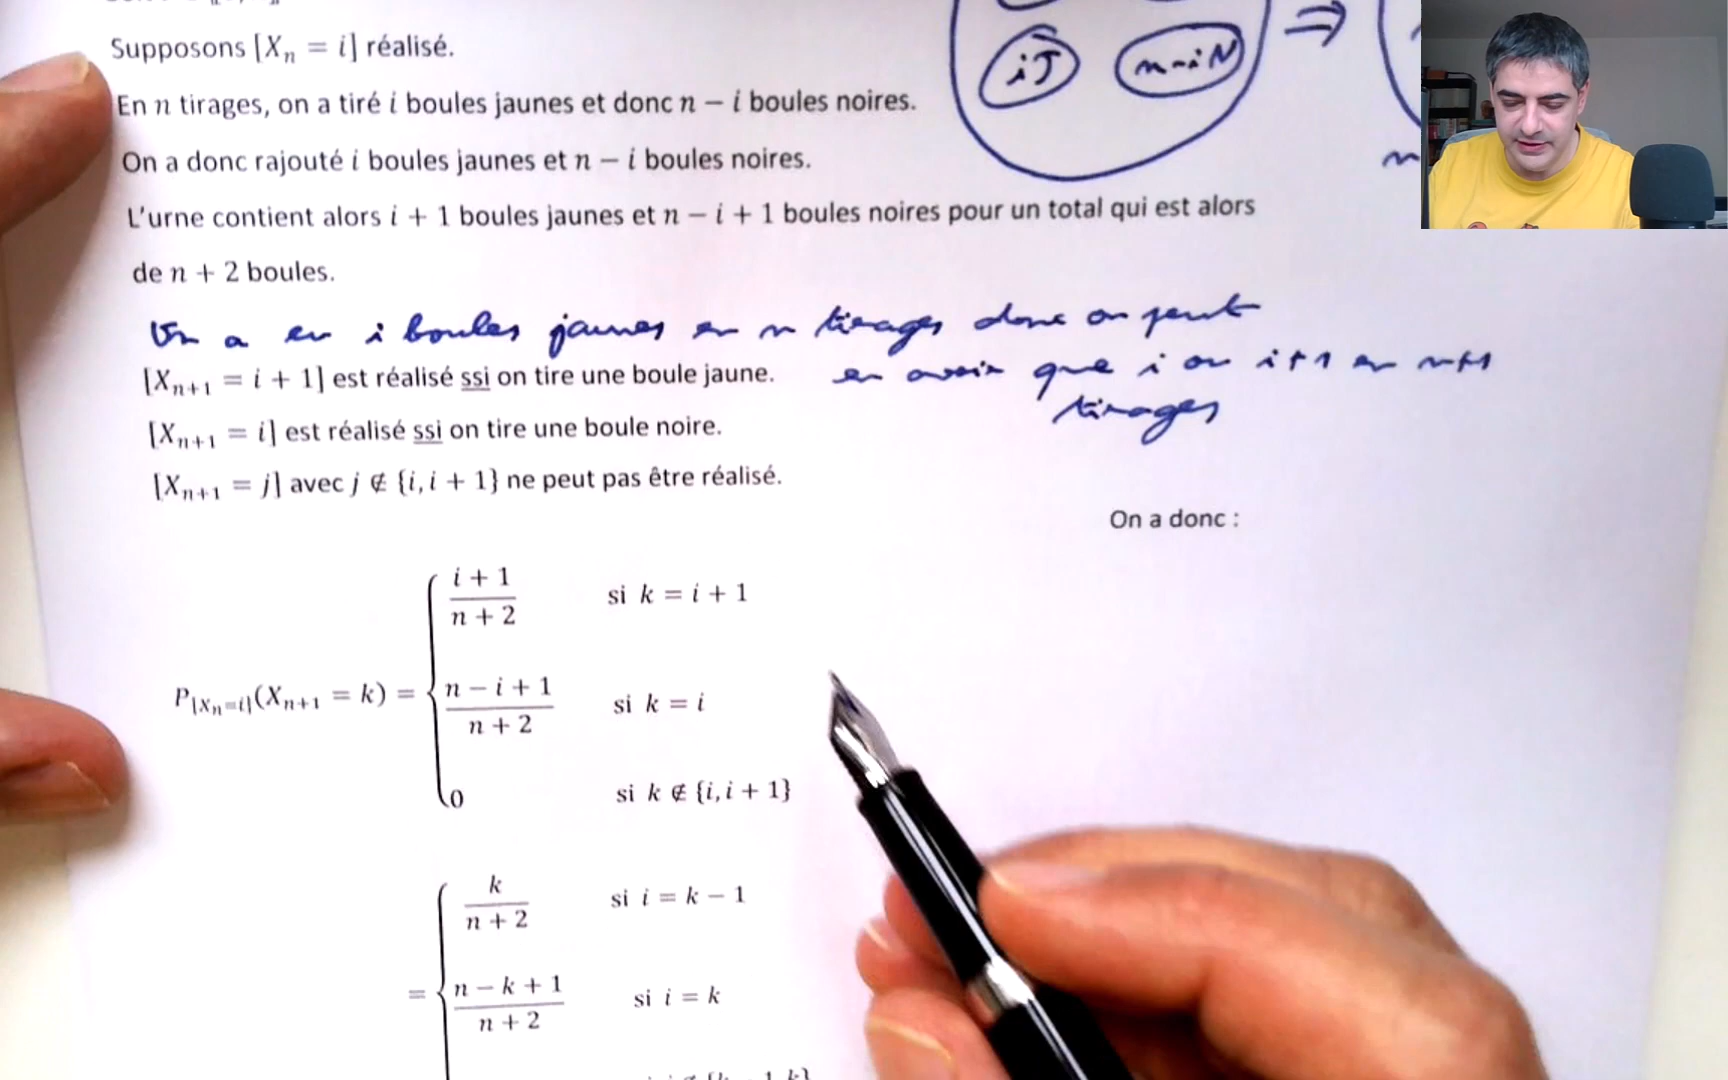 Supposons [Xn = i] réalisé.
iJ n-iN ⇒
En n tirages, on a tiré i boules jaunes et donc n − i boules noires.
On a donc rajouté i boules jaunes et n − i boules noires.
L'urne contient alors i + 1 boules jaunes et n − i + 1 boules noires pour un total qui est alors
de n + 2 boules.
On a eu i boules jaunes en n tirages donc on peut
en avoir que i ou i+1 en n+1
tirages
[Xn+1 = i + 1] est réalisé ssi on tire une boule jaune.
[Xn+1 = i] est réalisé ssi on tire une boule noire.
[Xn+1 = j] avec j ∉ {i, i + 1} ne peut pas être réalisé.
On a donc :
i + 1 / n + 2 si k = i + 1
P[Xn=i](Xn+1 = k) = { n − i + 1 / n + 2 si k = i
0 si k ∉ {i, i + 1}
k / n + 2 si i = k − 1
= { n − k + 1 / n + 2 si i = k